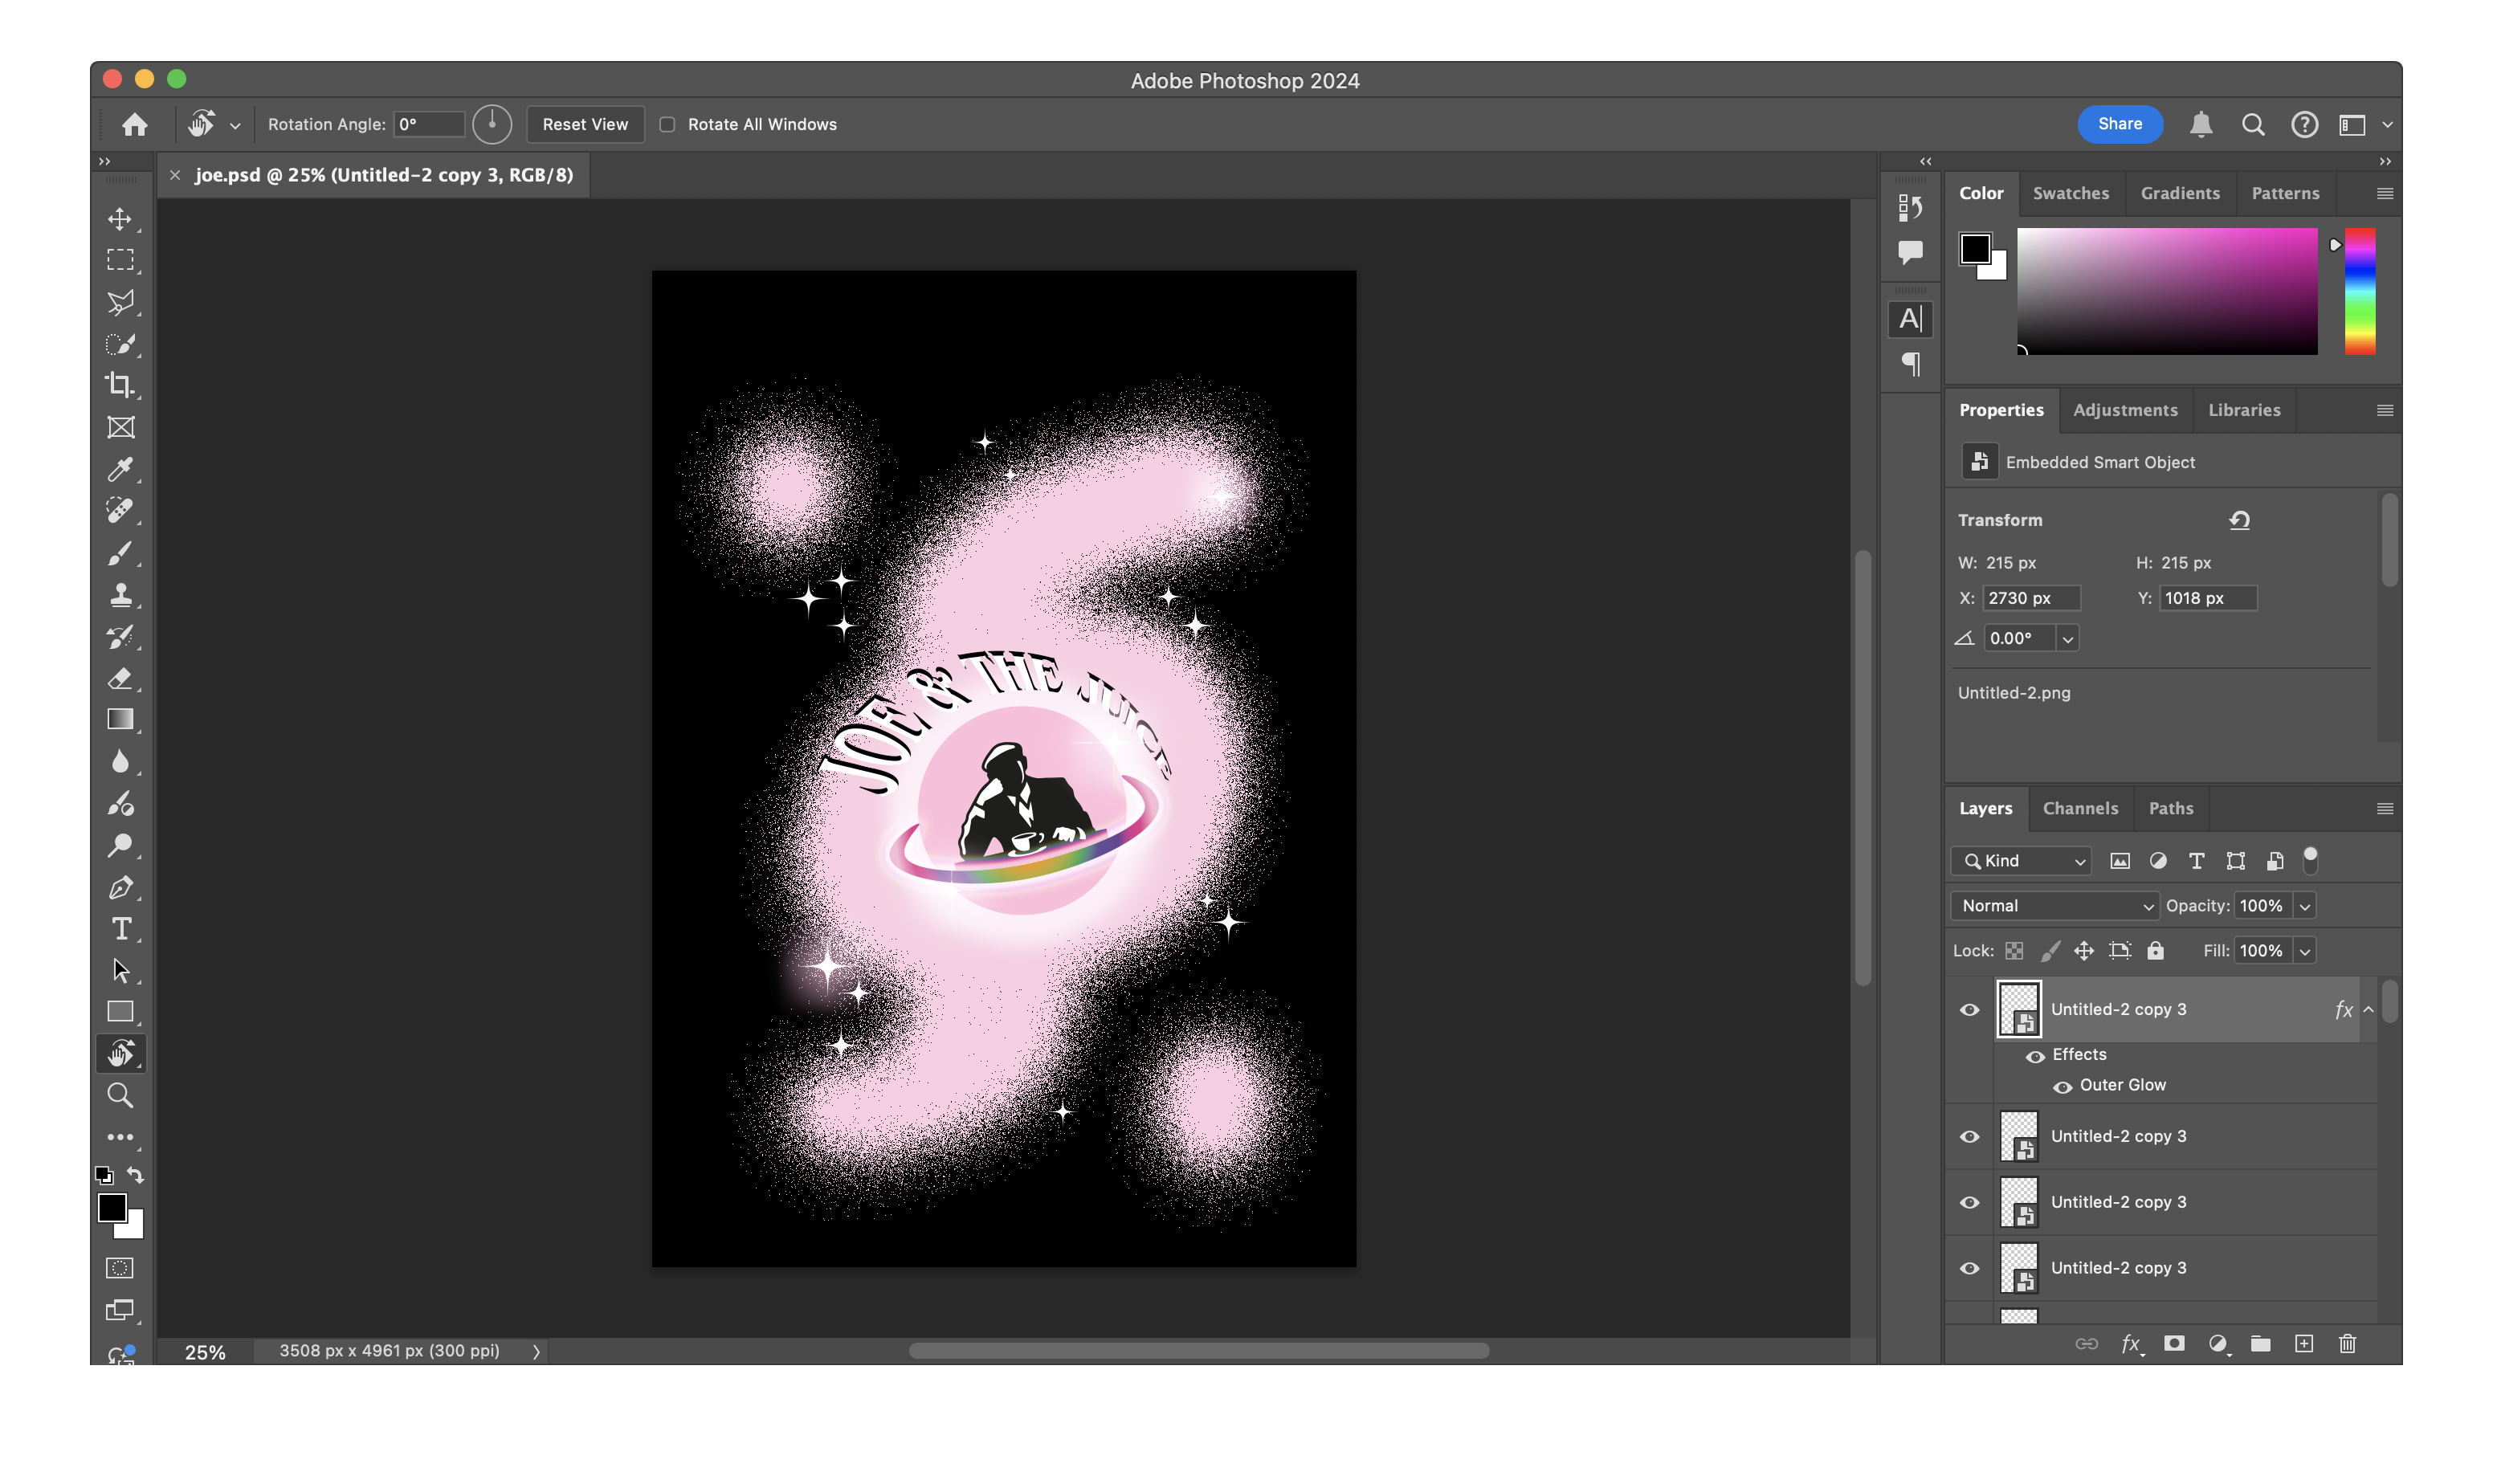 Adobe Photoshop 2024
Rotation Angle: 0° Reset View Rotate All Windows Share
joe.psd @ 25% (Untitled-2 copy 3, RGB/8)
JOE & THE JUICE
25% 3508 px x 4961 px (300 ppi)
Color Swatches Gradients Patterns
Properties Adjustments Libraries
Embedded Smart Object
Transform
W: 215 px H: 215 px
X: 2730 px Y: 1018 px
0.00°
Untitled-2.png
Layers Channels Paths
Kind
Normal Opacity: 100%
Lock: Fill: 100%
Untitled-2 copy 3 fx
Effects
Outer Glow
Untitled-2 copy 3
Untitled-2 copy 3
Untitled-2 copy 3
fx